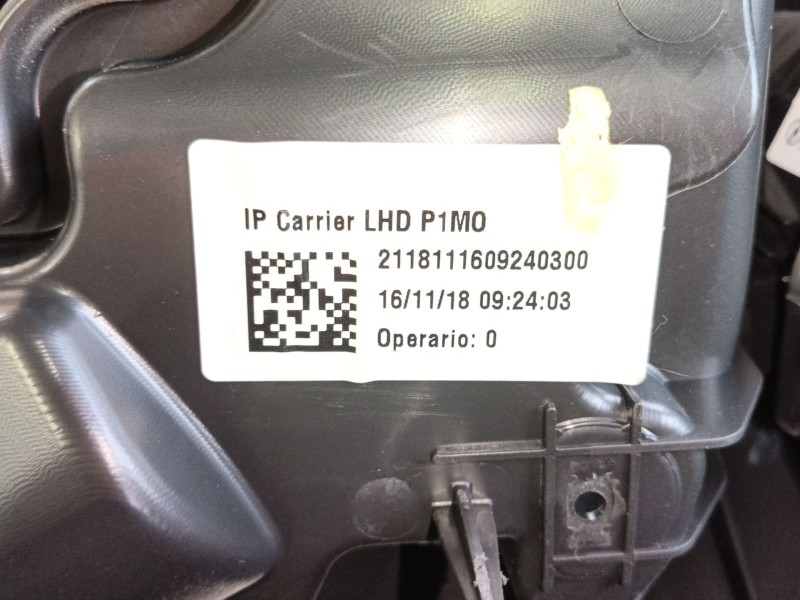 IP Carrier LHD P1MO
2118111609240300
16/11/18 09:24:03
Operario: 0